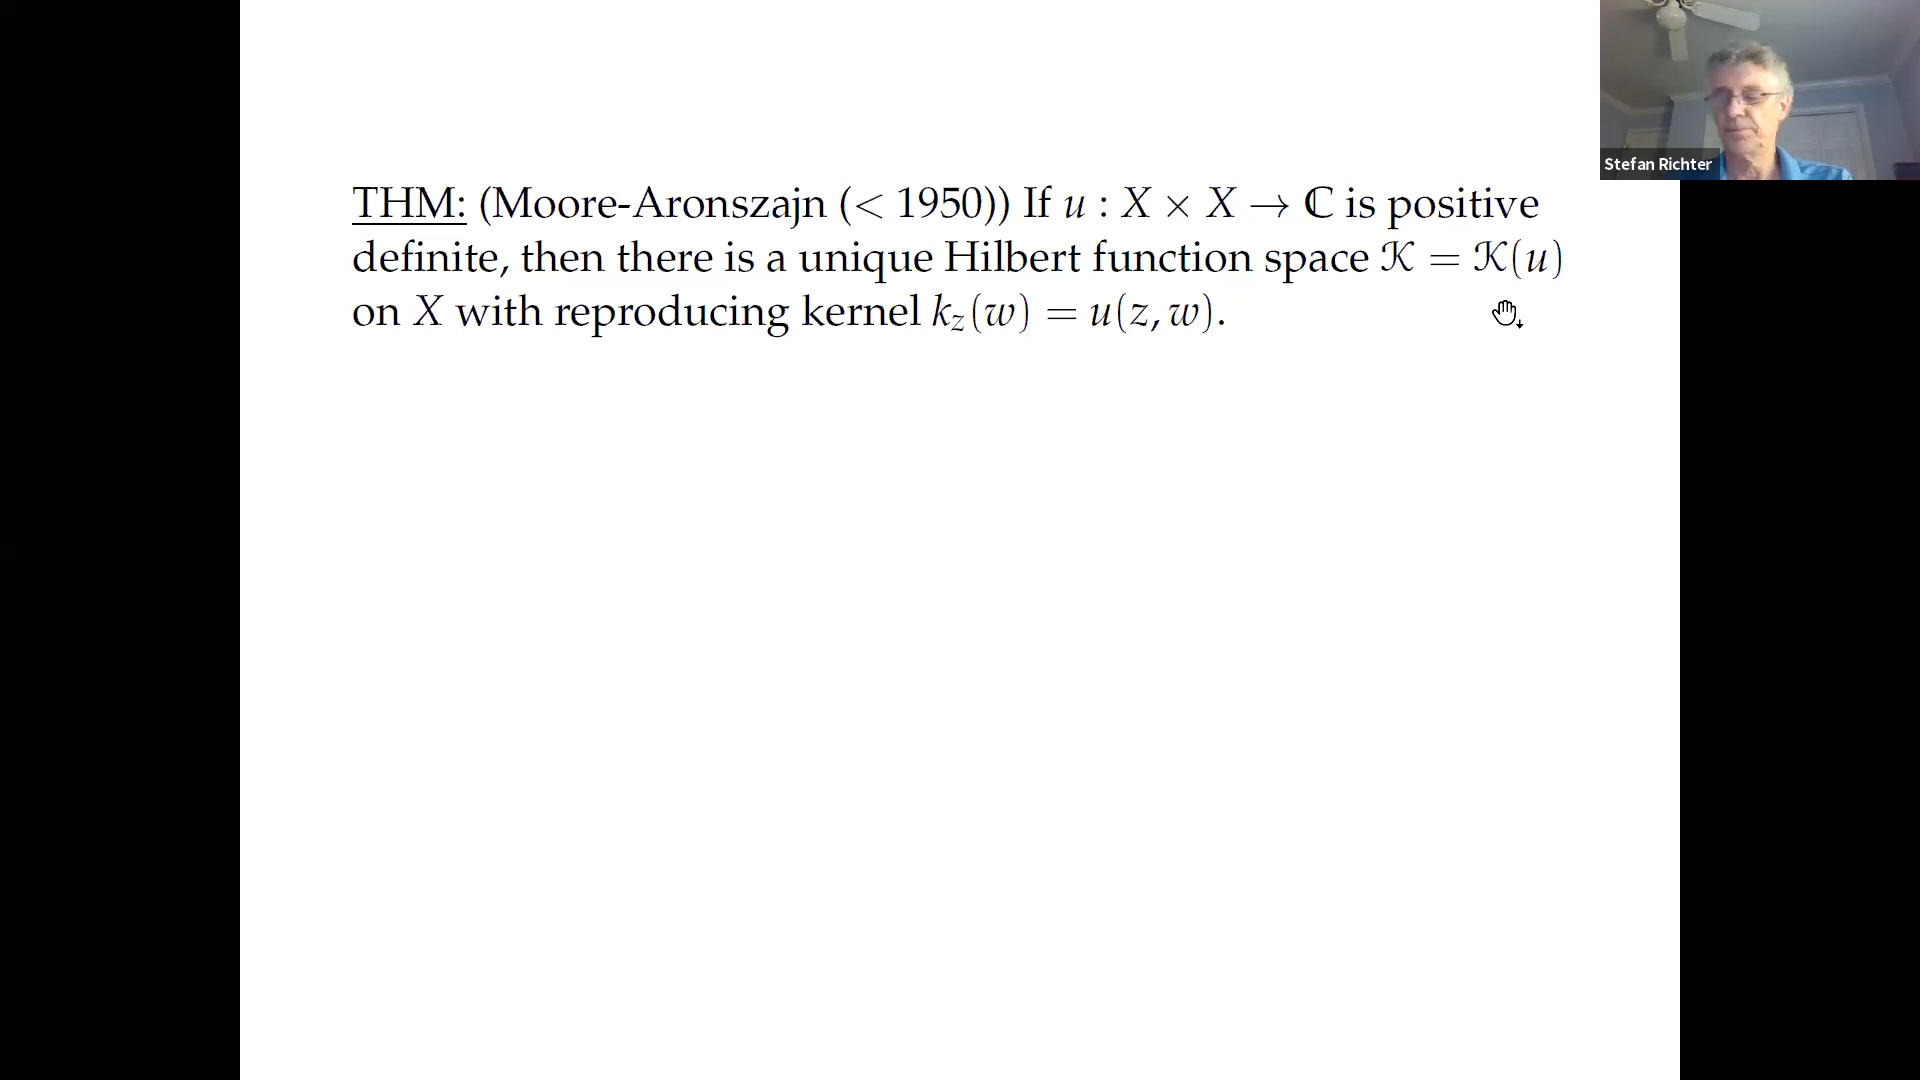 THM: (Moore-Aronszajn (< 1950)) If u : X × X → ℂ is positive
definite, then there is a unique Hilbert function space 𝒦 = 𝒦(u)
on X with reproducing kernel k_z(w) = u(z, w).
Stefan Richter